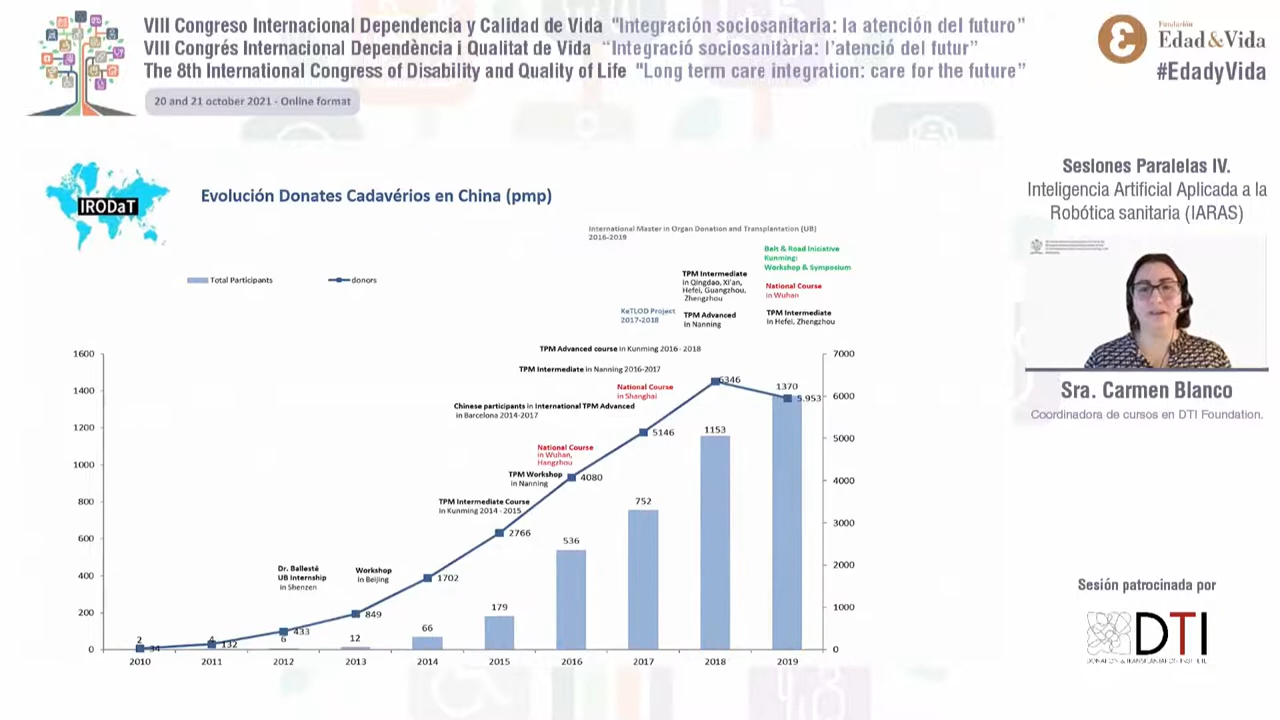 VIII Congreso Internacional Dependencia y Calidad de Vida "Integración sociosanitaria: la atención del futuro"
VIII Congrés Internacional Dependència i Qualitat de Vida "Integració sociosanitària: l'atenció del futur"
The 8th International Congress of Disability and Quality of Life "Long term care integration: care for the future"
20 and 21 october 2021 - Online format
Fundación
Edad&Vida
#EdadyVida
IRODaT
Evolución Donates Cadavérios en China (pmp)
Total Participants
donors
International Master in Organ Donation and Transplantation (UB)
2016-2019
Belt & Road Iniciative
Kunming:
Workshop & Symposium
TPM Intermediate
in Qingdao, Xi'an,
Hefei, Guangzhou,
Zhengzhou
National Course
in Wuhan
KeTLOD Project
2017-2018
TPM Advanced
in Nanning
TPM Intermediate
in Hefei, Zhengzhou
TPM Advanced course in Kunming 2016 - 2018
TPM Intermediate in Nanning 2016-2017
National Course
in Shanghai
Chinese participants in International TPM Advanced
in Barcelona 2014-2017
National Course
in Wuhan,
Hangzhou
TPM Workshop
in Nanning
TPM Intermediate Course
in Kunming 2014 - 2015
Dr. Ballesté
UB Internship
in Shenzen
Workshop
in Beijing
1600
1400
1200
1000
800
600
400
200
0
7000
6000
5000
4000
3000
2000
1000
0
2
4
6
12
66
179
536
752
1153
1370
34
132
433
849
1702
2766
4080
5146
6346
5.953
2010 2011 2012 2013 2014 2015 2016 2017 2018 2019
Sesiones Paralelas IV.
Inteligencia Artificial Aplicada a la
Robótica sanitaria (IARAS)
Sra. Carmen Blanco
Coordinadora de cursos en DTI Foundation.
Sesión patrocinada por
DTI
DONATION & TRANSPLANTATION INSTITUTE